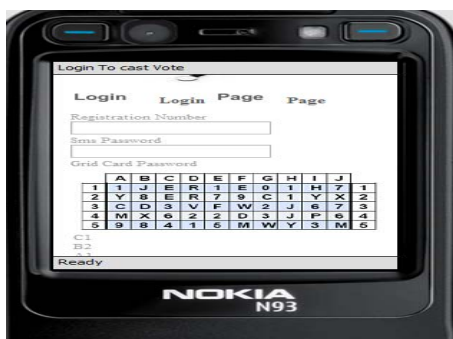 Login To cast Vote
Login Login Page Page
Registration Number
Sms Password
Grid Card Password
A B C D E F G H I J
1 1 J E R 1 E 0 1 H 7 1
2 Y 8 E R 7 9 C 1 Y X 2
3 C D 3 V F W 2 J 6 7 3
4 M X 6 2 2 D 3 J P 6 4
5 9 8 4 1 6 M W Y 3 M 5
C1
B2
A1
Ready
NOKIA
N93